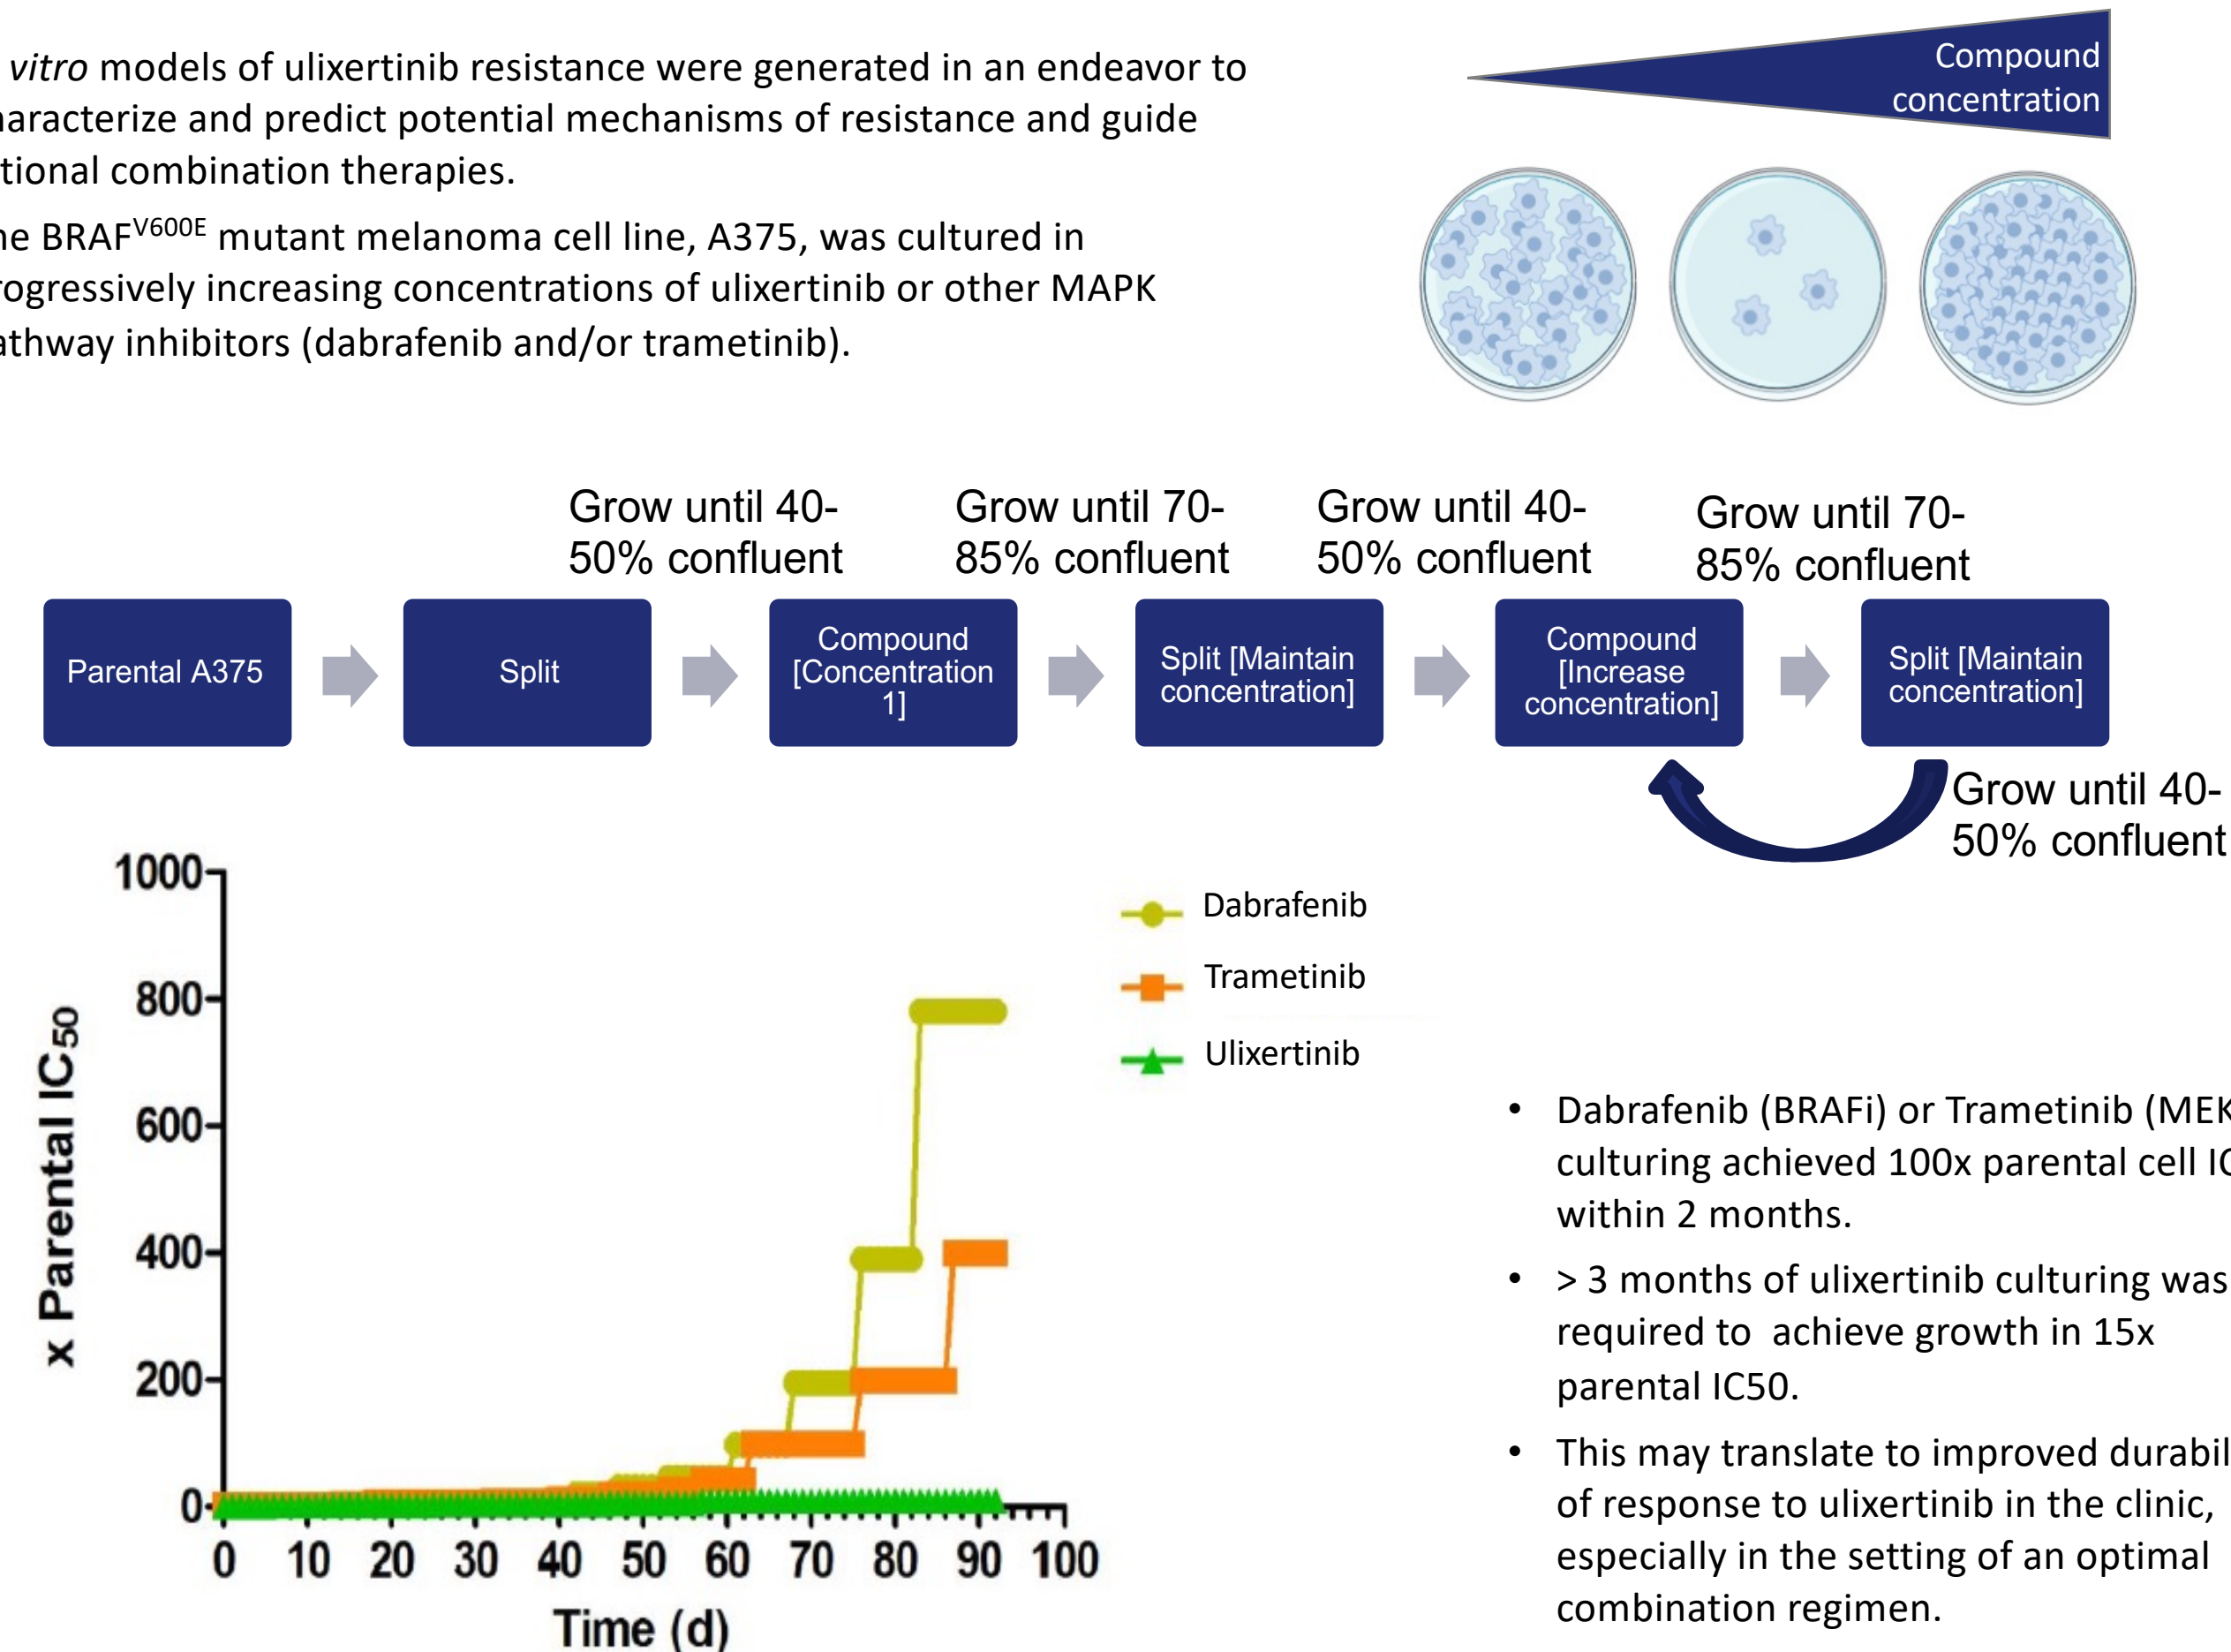 vitro models of ulixertinib resistance were generated in an endeavor to
haracterize and predict potential mechanisms of resistance and guide
tional combination therapies.
ne BRAFV600E mutant melanoma cell line, A375, was cultured in
rogressively increasing concentrations of ulixertinib or other MAPK
athway inhibitors (dabrafenib and/or trametinib).
Compound
concentration
Grow until 40-
50% confluent
Grow until 70-
85% confluent
Grow until 40-
50% confluent
Grow until 70-
85% confluent
Parental A375
Split
Compound
[Concentration
1]
Split [Maintain
concentration]
Compound
[Increase
concentration]
Split [Maintain
concentration]
Grow until 40-
50% confluent
x Parental IC50
1000
800
600
400
200
0
0 10 20 30 40 50 60 70 80 90 100
Time (d)
Dabrafenib
Trametinib
Ulixertinib
• Dabrafenib (BRAFi) or Trametinib (MEK
culturing achieved 100x parental cell IC
within 2 months.
• > 3 months of ulixertinib culturing was
required to achieve growth in 15x
parental IC50.
• This may translate to improved durabil
of response to ulixertinib in the clinic,
especially in the setting of an optimal
combination regimen.